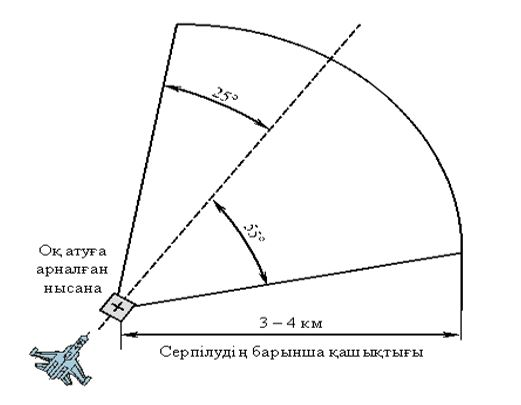 25°
35°
Оқ атуға
арналған
нысана
3 – 4 км
Серпілудің барынша қашықтығы